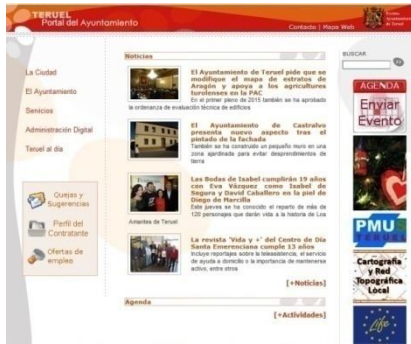 TERUEL
Portal del Ayuntamiento
Contacto | Mapa Web
La Ciudad
El Ayuntamiento
Servicios
Administración Digital
Teruel al día
Quejas y
Sugerencias
Perfil del
Contratante
Ofertas de
empleo
Noticias
El Ayuntamiento de Teruel pide que se
modifique el mapa de estratos de
Aragón y apoya a los agricultores
turolenses en la PAC
En el primer pleno de 2015 también se ha aprobado
la ordenanza de evaluación técnica de edificios
El Ayuntamiento de Castralvo
presenta nuevo aspecto tras el
pintado de la fachada
También se ha construido un pequeño muro en una
zona ajardinada para evitar desprendimientos de
tierra
Las Bodas de Isabel cumplirán 19 años
con Eva Vázquez como Isabel de
Segura y David Caballero en la piel de
Diego de Marcilla
Este jueves se ha conocido el reparto de más de
120 personajes que darán vida a la historia de Los
Amantes de Teruel
La revista 'Vida y +' del Centro de Día
Santa Emerenciana cumple 13 años
Incluye reportajes sobre la teleasistencia, el servicio
de ayuda a domicilio o la importancia de mantenerse
activo, entre otros
[+Noticias]
Agenda
[+Actividades]
BUSCAR
AGENDA
Enviar
Evento
PMUS
TERUEL
Cartografía
y Red
Topográfica
Local
Life